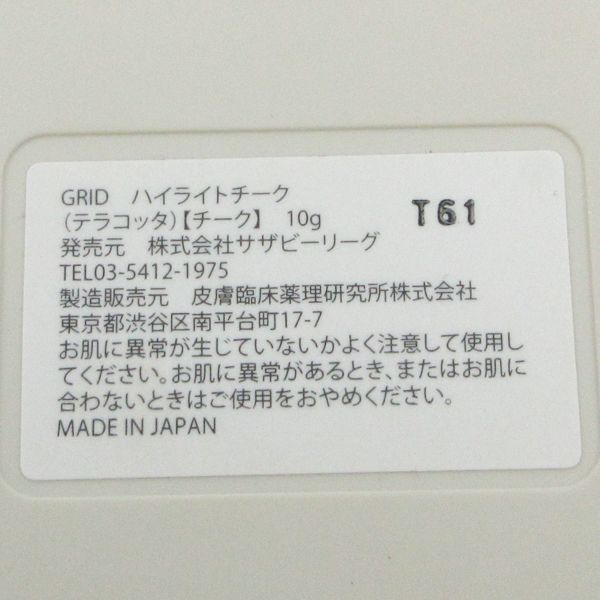 GRID　ハイライトチーク
（テラコッタ）【チーク】　10g
T61
発売元　株式会社サザビーリーグ
TEL03-5412-1975
製造販売元　皮膚臨床薬理研究所株式会社
東京都渋谷区南平台町17-7
お肌に異常が生じていないかよく注意して使用し
てください。お肌に異常があるとき、またはお肌に
合わないときはご使用をおやめください。
MADE IN JAPAN